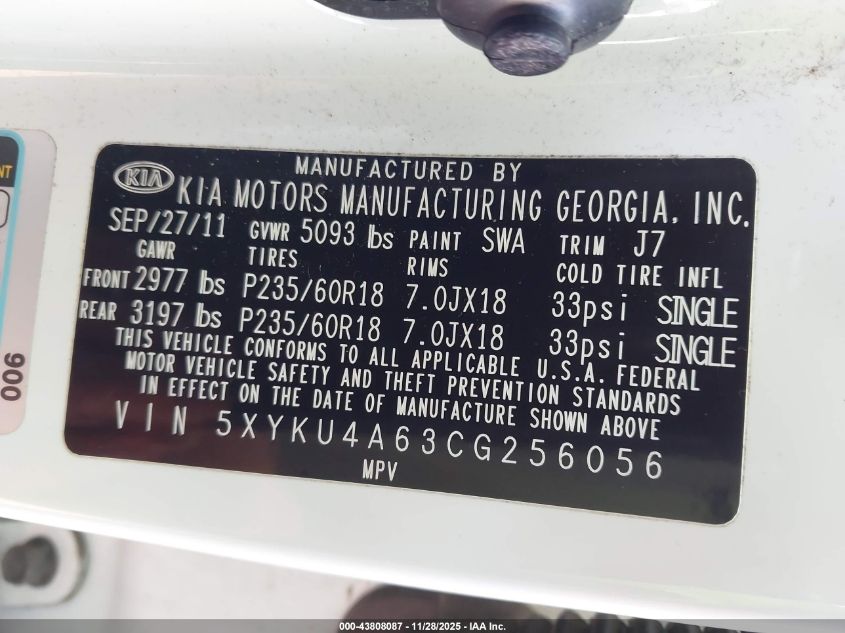 MANUFACTURED BY
KIA KIA MOTORS MANUFACTURING GEORGIA, INC.
SEP/27/11 GVWR 5093 lbs PAINT SWA TRIM J7
GAWR TIRES RIMS COLD TIRE INFL
FRONT 2977 lbs P235/60R18 7.0JX18 33psi SINGLE
REAR 3197 lbs P235/60R18 7.0JX18 33psi SINGLE
THIS VEHICLE CONFORMS TO ALL APPLICABLE U.S.A. FEDERAL
MOTOR VEHICLE SAFETY AND THEFT PREVENTION STANDARDS
IN EFFECT ON THE DATE OF MANUFACTURE SHOWN ABOVE
VIN 5XYKU4A63CG256056
MPV
006
000-43808087 - 11/28/2025 - IAA Inc.